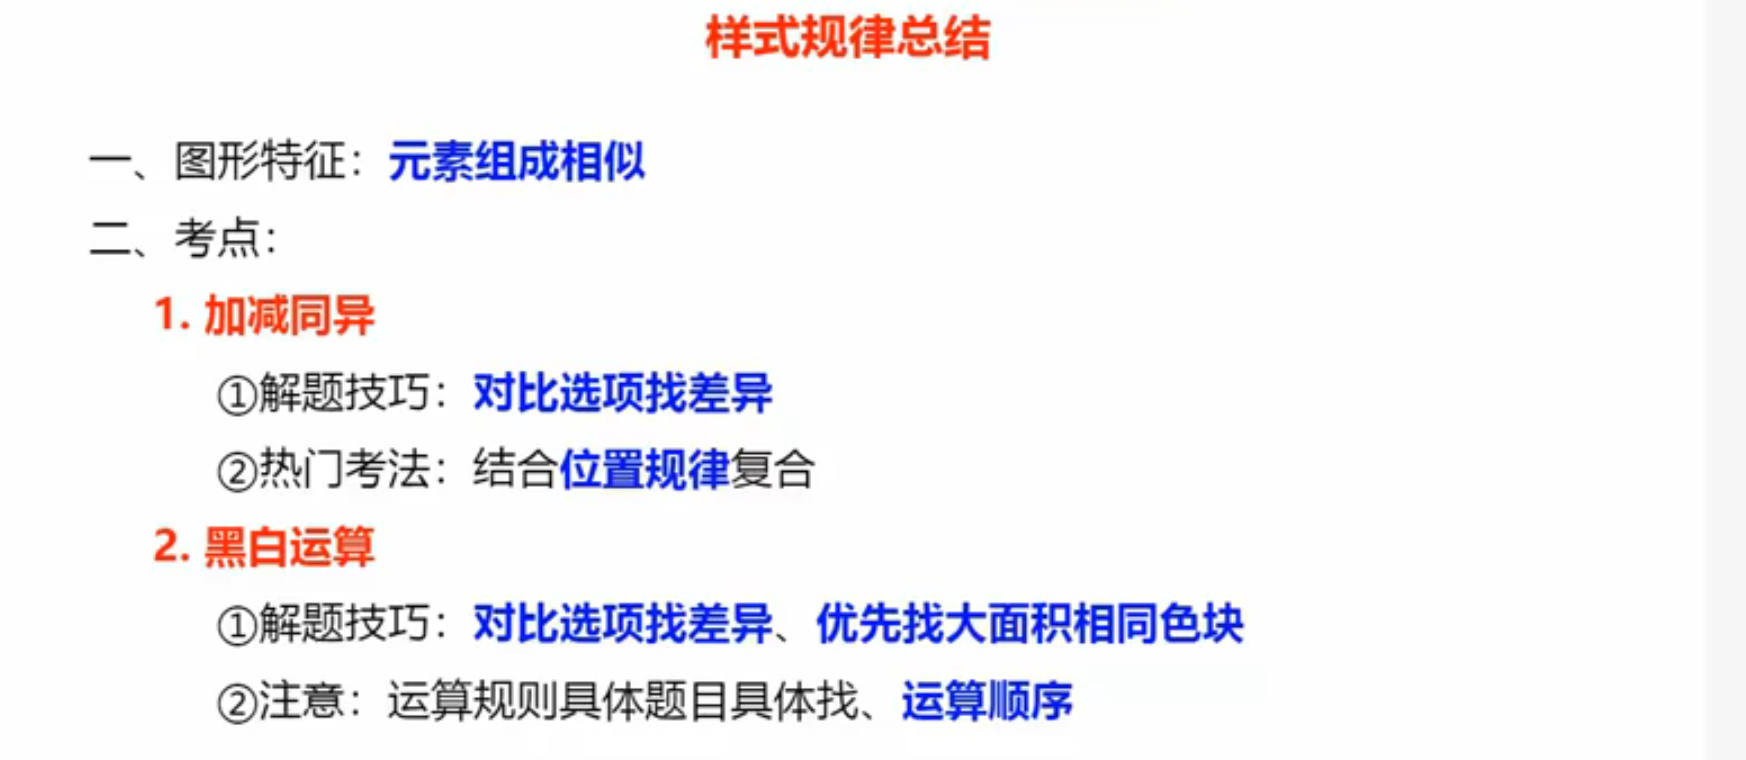 样式规律总结
一、图形特征：元素组成相似
二、考点：
1. 加减同异
①解题技巧：对比选项找差异
②热门考法：结合位置规律复合
2. 黑白运算
①解题技巧：对比选项找差异、优先找大面积相同色块
②注意：运算规则具体题目具体找、运算顺序